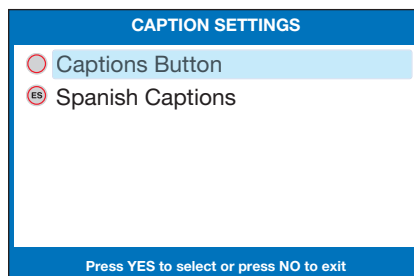 CAPTION SETTINGS
Captions Button
ES Spanish Captions
Press YES to select or press NO to exit